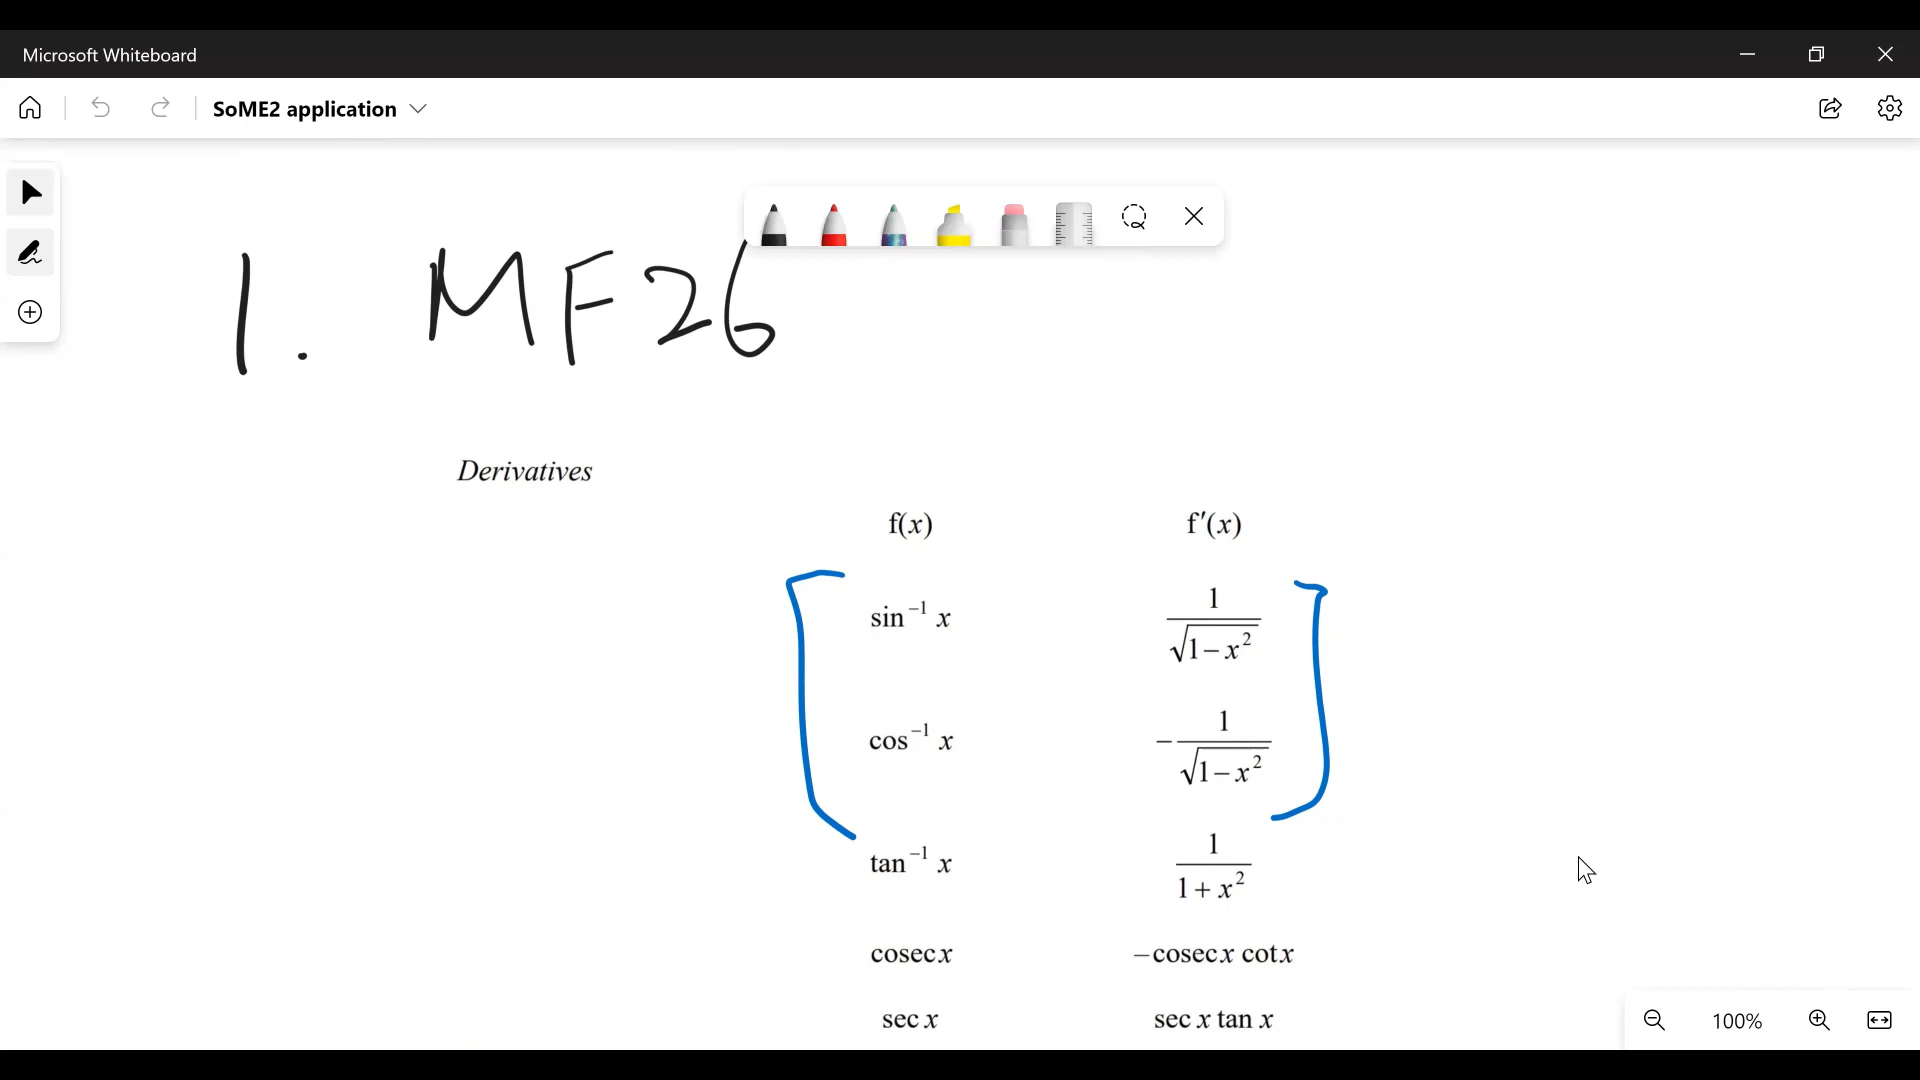 Microsoft Whiteboard
SoME2 application
1. MF26
Derivatives
f(x) f′(x)
sin⁻¹ x 1/√(1−x²)
cos⁻¹ x −1/√(1−x²)
tan⁻¹ x 1/(1+x²)
cosec x −cosec x cot x
sec x sec x tan x
100%